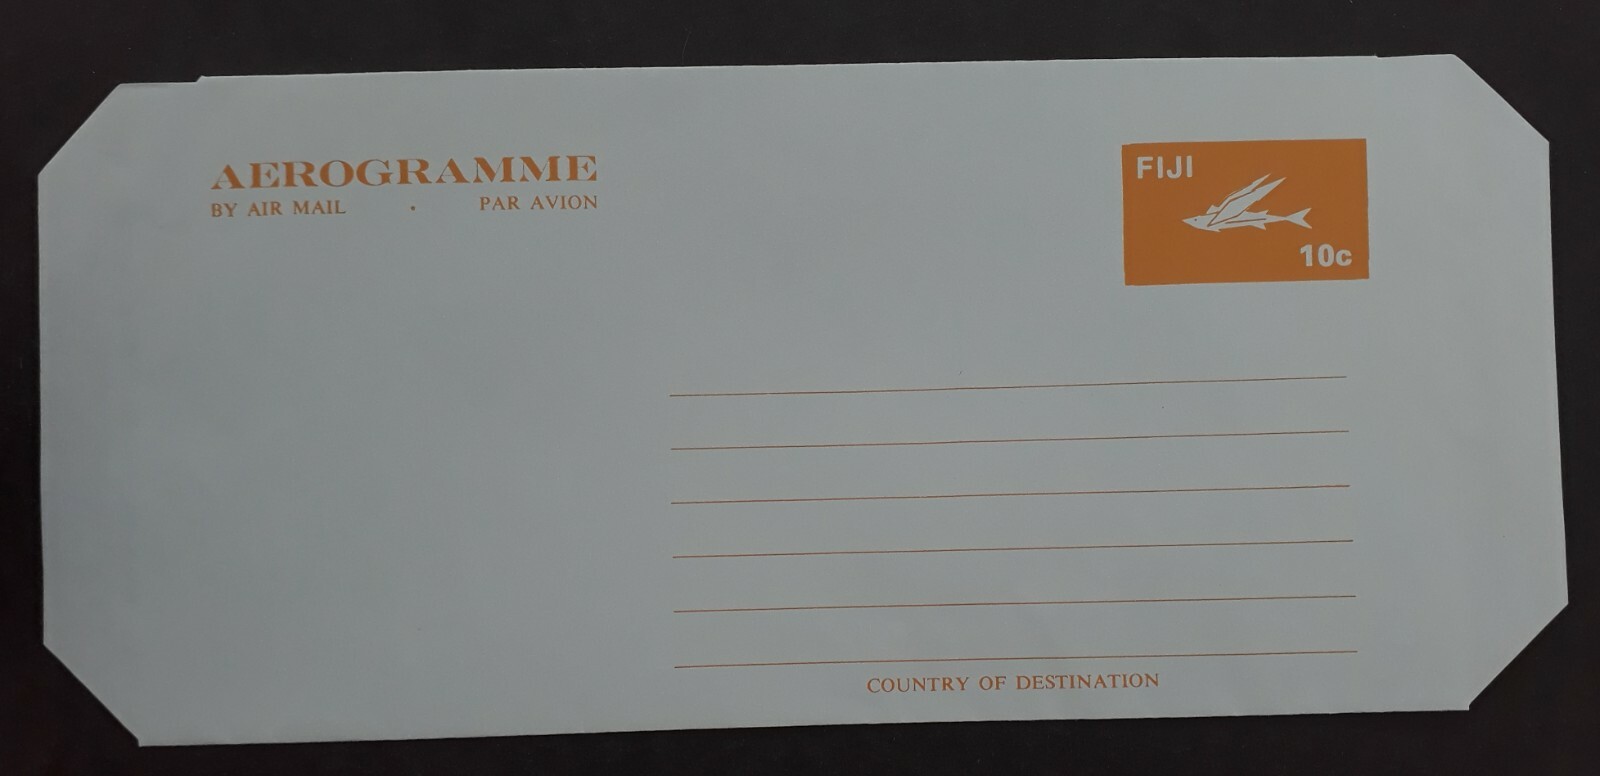 AEROGRAMME
BY AIR MAIL · PAR AVION
FIJI
10c
COUNTRY OF DESTINATION